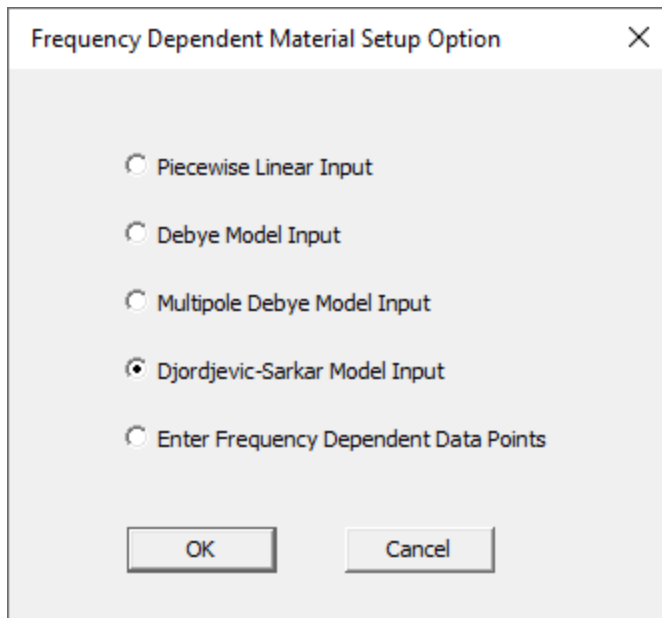 Frequency Dependent Material Setup Option
Piecewise Linear Input
Debye Model Input
Multipole Debye Model Input
Djordjevic-Sarkar Model Input
Enter Frequency Dependent Data Points
OK
Cancel